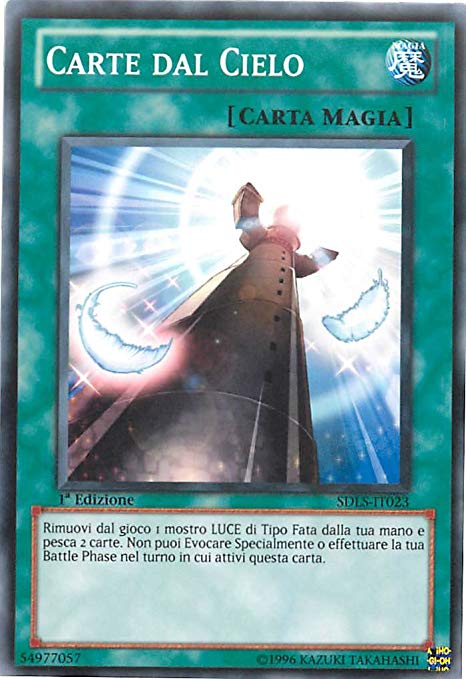 CARTE DAL CIELO
MAGIA
魔
[CARTA MAGIA]
1ª Edizione
SDLS-IT023
Rimuovi dal gioco 1 mostro LUCE di Tipo Fata dalla tua mano e
pesca 2 carte. Non puoi Evocare Specialmente o effettuare la tua
Battle Phase nel turno in cui attivi questa carta.
54977057
©1996 KAZUKI TAKAHASHI